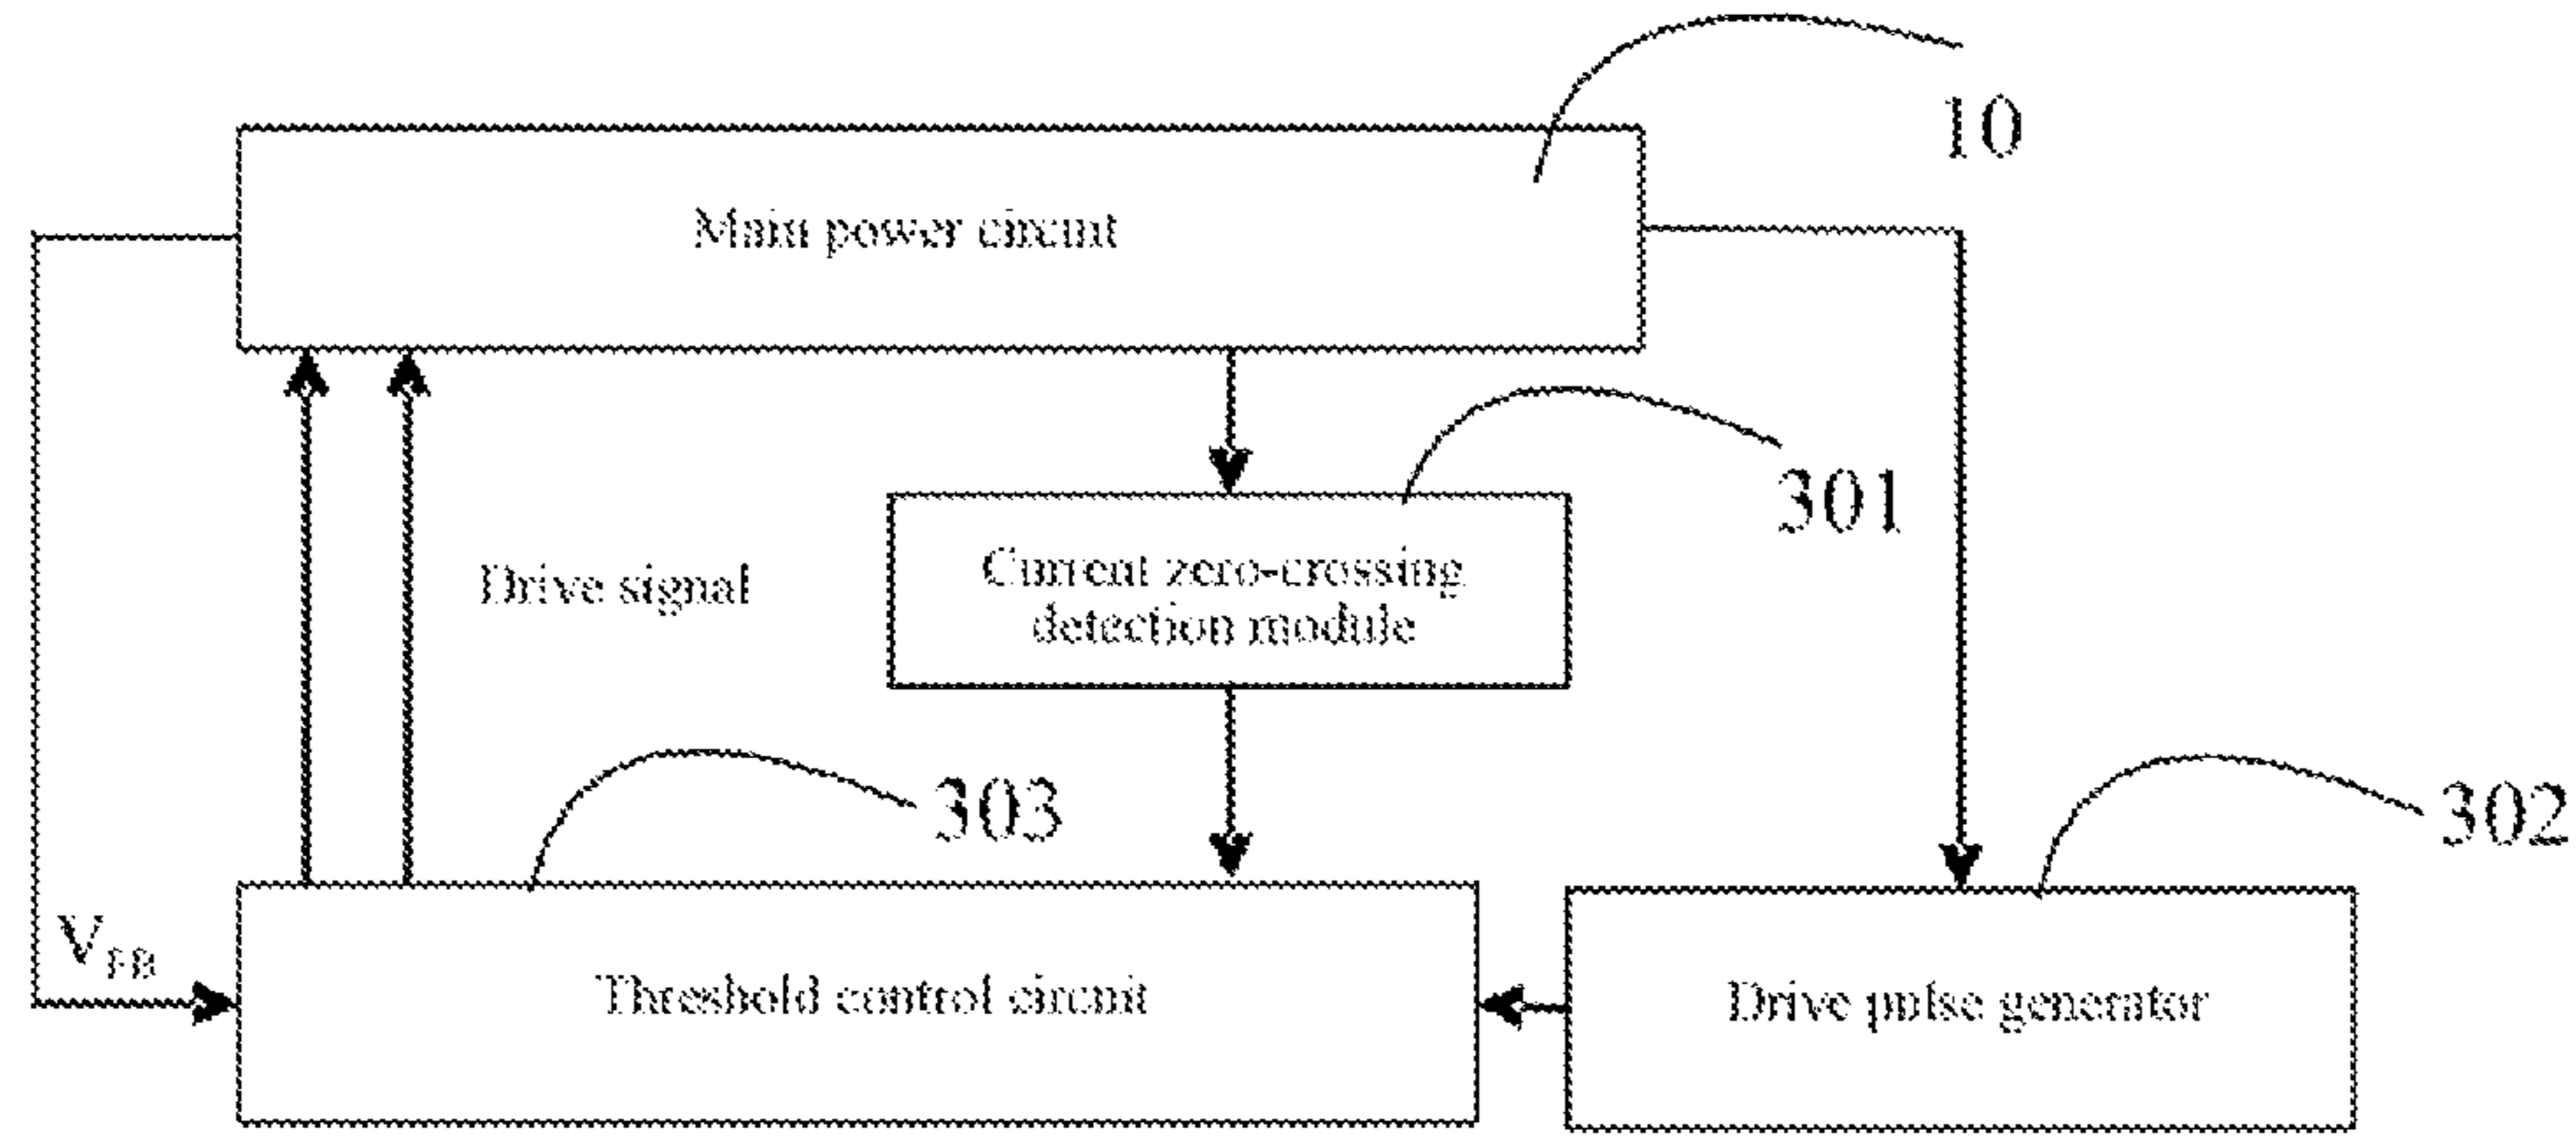 10
Main power circuit
301
Current zero-crossing
detection module
Drive signal
303
302
V_FB
Threshold control circuit
Drive pulse generator